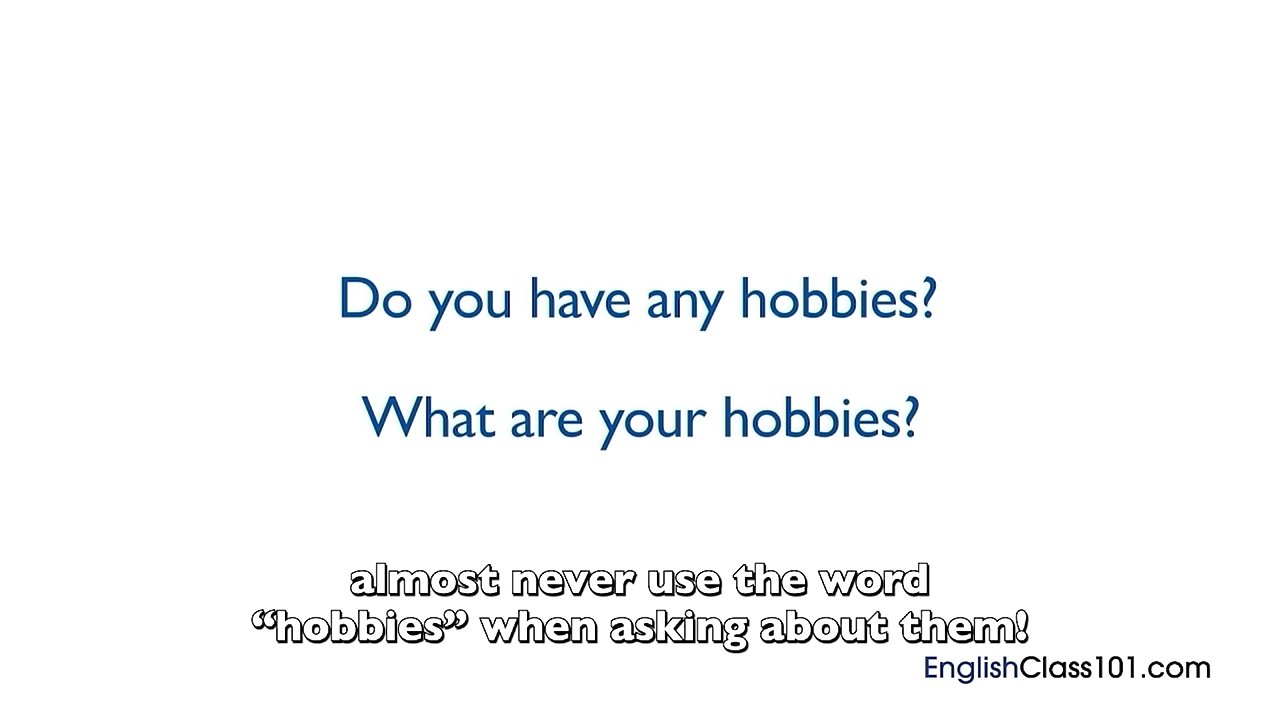 Do you have any hobbies?
What are your hobbies?
almost never use the word
“hobbies” when asking about them!
EnglishClass101.com